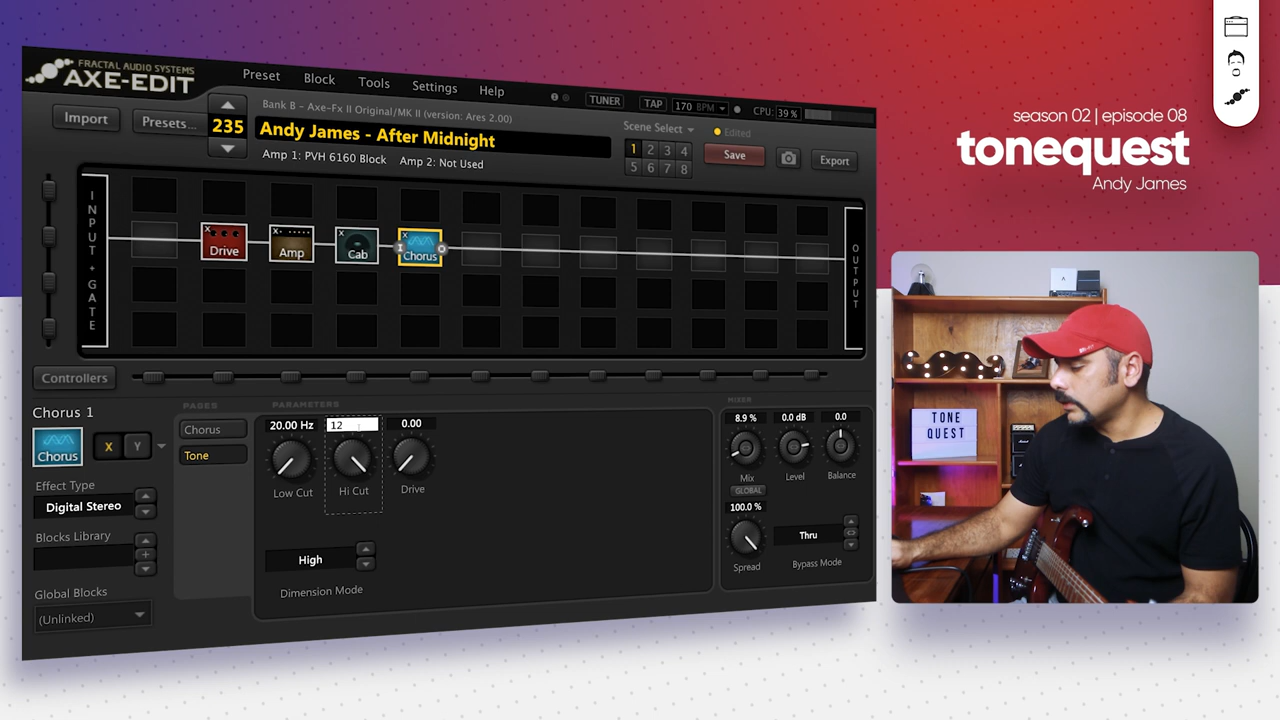 FRACTAL AUDIO SYSTEMS
AXE-EDIT
Preset Block Tools Settings Help
TUNER TAP 170 BPM CPU: 39 %
Import Presets... 235
Bank B - Axe-Fx II Original/MK II (version: Ares 2.00)
Andy James - After Midnight
Amp 1: PVH 6160 Block Amp 2: Not Used
Scene Select Edited
1 2 3 4
5 6 7 8
Save Export
INPUT + GATE
X Drive
X Amp
X Cab
X Chorus
I O
OUTPUT
Controllers
Chorus 1
Chorus
X Y
Effect Type
Digital Stereo
Blocks Library
Global Blocks
(Unlinked)
PAGES
Chorus
Tone
PARAMETERS
20.00 Hz 12 0.00
Low Cut Hi Cut Drive
High
Dimension Mode
MIXER
8.9 % 0.0 dB 0.0
Mix Level Balance
GLOBAL
100.0 %
Thru
Spread Bypass Mode
season 02 | episode 08
tonequest
Andy James
TONE
QUEST